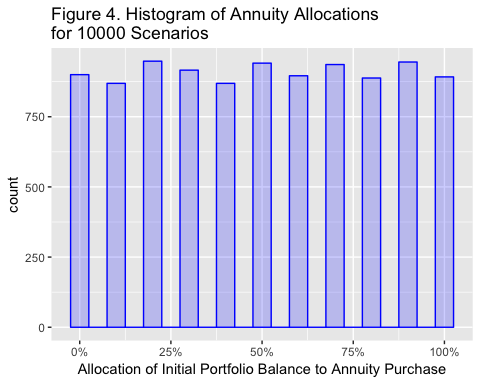 Figure 4. Histogram of Annuity Allocations
for 10000 Scenarios
count
750
500
250
0
0%
25%
50%
75%
100%
Allocation of Initial Portfolio Balance to Annuity Purchase